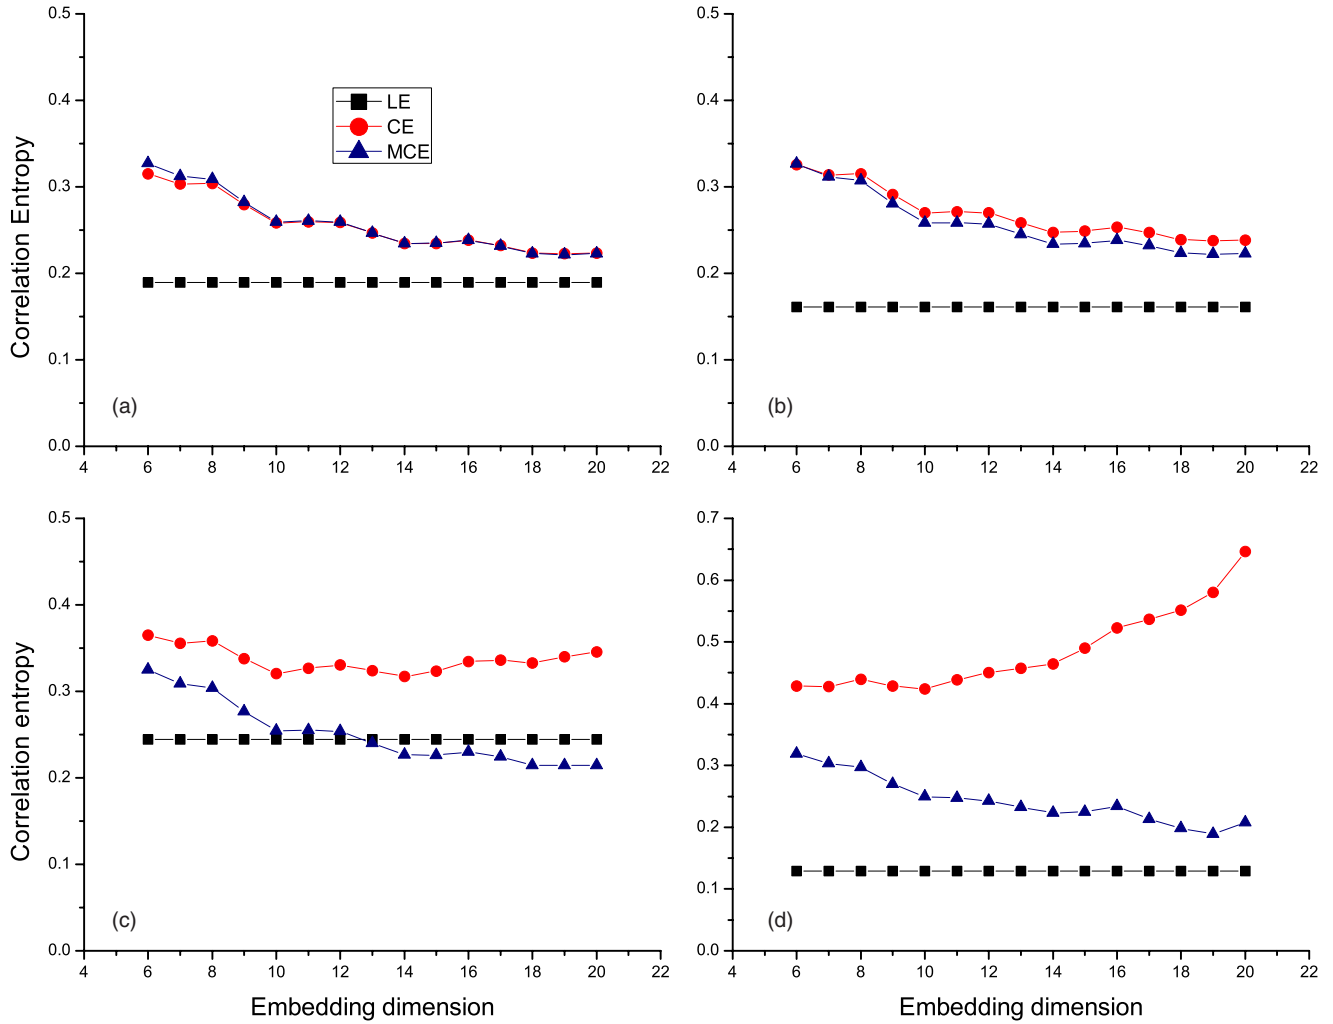 0.5
0.4
0.3
0.2
0.1
0.0
Correlation Entropy
LE
CE
MCE
(a)
4 6 8 10 12 14 16 18 20 22
0.5
0.4
0.3
0.2
0.1
0.0
(b)
4 6 8 10 12 14 16 18 20 22
0.5
0.4
0.3
0.2
0.1
0.0
Correlation entropy
(c)
4 6 8 10 12 14 16 18 20 22
Embedding dimension
0.7
0.6
0.5
0.4
0.3
0.2
0.1
0.0
(d)
4 6 8 10 12 14 16 18 20 22
Embedding dimension